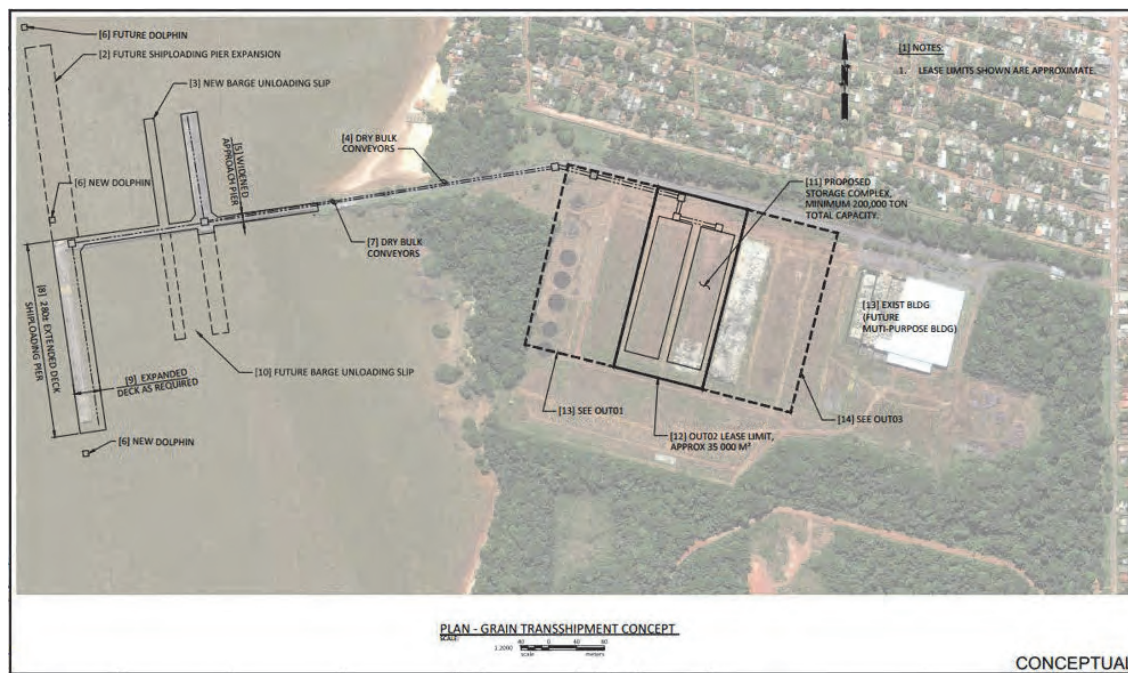 [6] FUTURE DOLPHIN
[2] FUTURE SHIPLOADING PIER EXPANSION
[3] NEW BARGE UNLOADING SLIP
[5] WIDENED
APPROACH PIER
[4] DRY BULK
CONVEYORS
[1] NOTES:
1. LEASE LIMITS SHOWN ARE APPROXIMATE.
[6] NEW DOLPHIN
[11] PROPOSED
STORAGE COMPLEX,
MINIMUM 200,000 TON
TOTAL CAPACITY.
[7] DRY BULK
CONVEYORS
[8] 280± EXTENDED DECK
SHIPLOADING PIER
[13] EXIST BLDG
(FUTURE
MUTI-PURPOSE BLDG)
[9] EXPANDED
DECK AS REQUIRED
[10] FUTURE BARGE UNLOADING SLIP
[13] SEE OUT01
[14] SEE OUT03
[6] NEW DOLPHIN
[12] OUT02 LEASE LIMIT,
APPROX 35 000 M²
PLAN - GRAIN TRANSSHIPMENT CONCEPT
SCALE:
1:2000
scale
meters
CONCEPTUAL